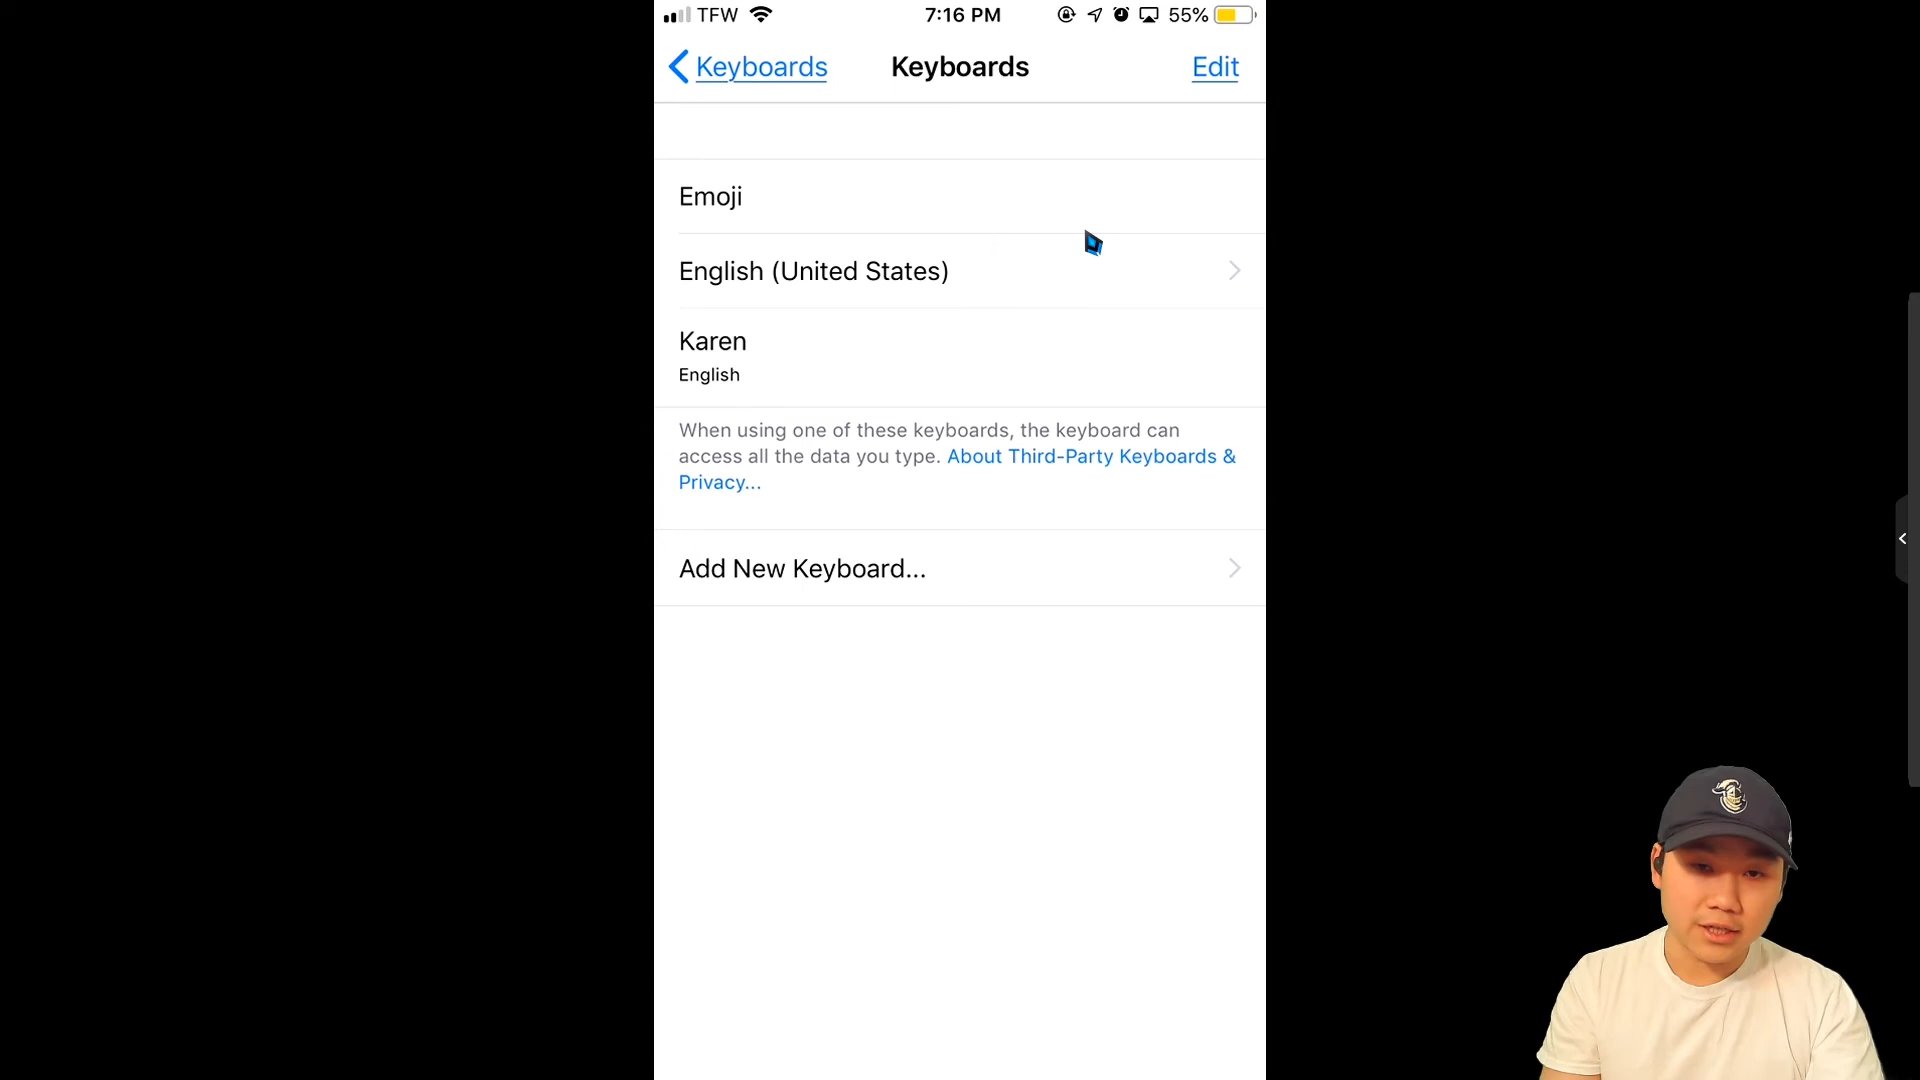 TFW 7:16 PM 55%
Keyboards Keyboards Edit
Emoji
English (United States)
Karen
English
When using one of these keyboards, the keyboard can
access all the data you type. About Third-Party Keyboards &
Privacy...
Add New Keyboard...